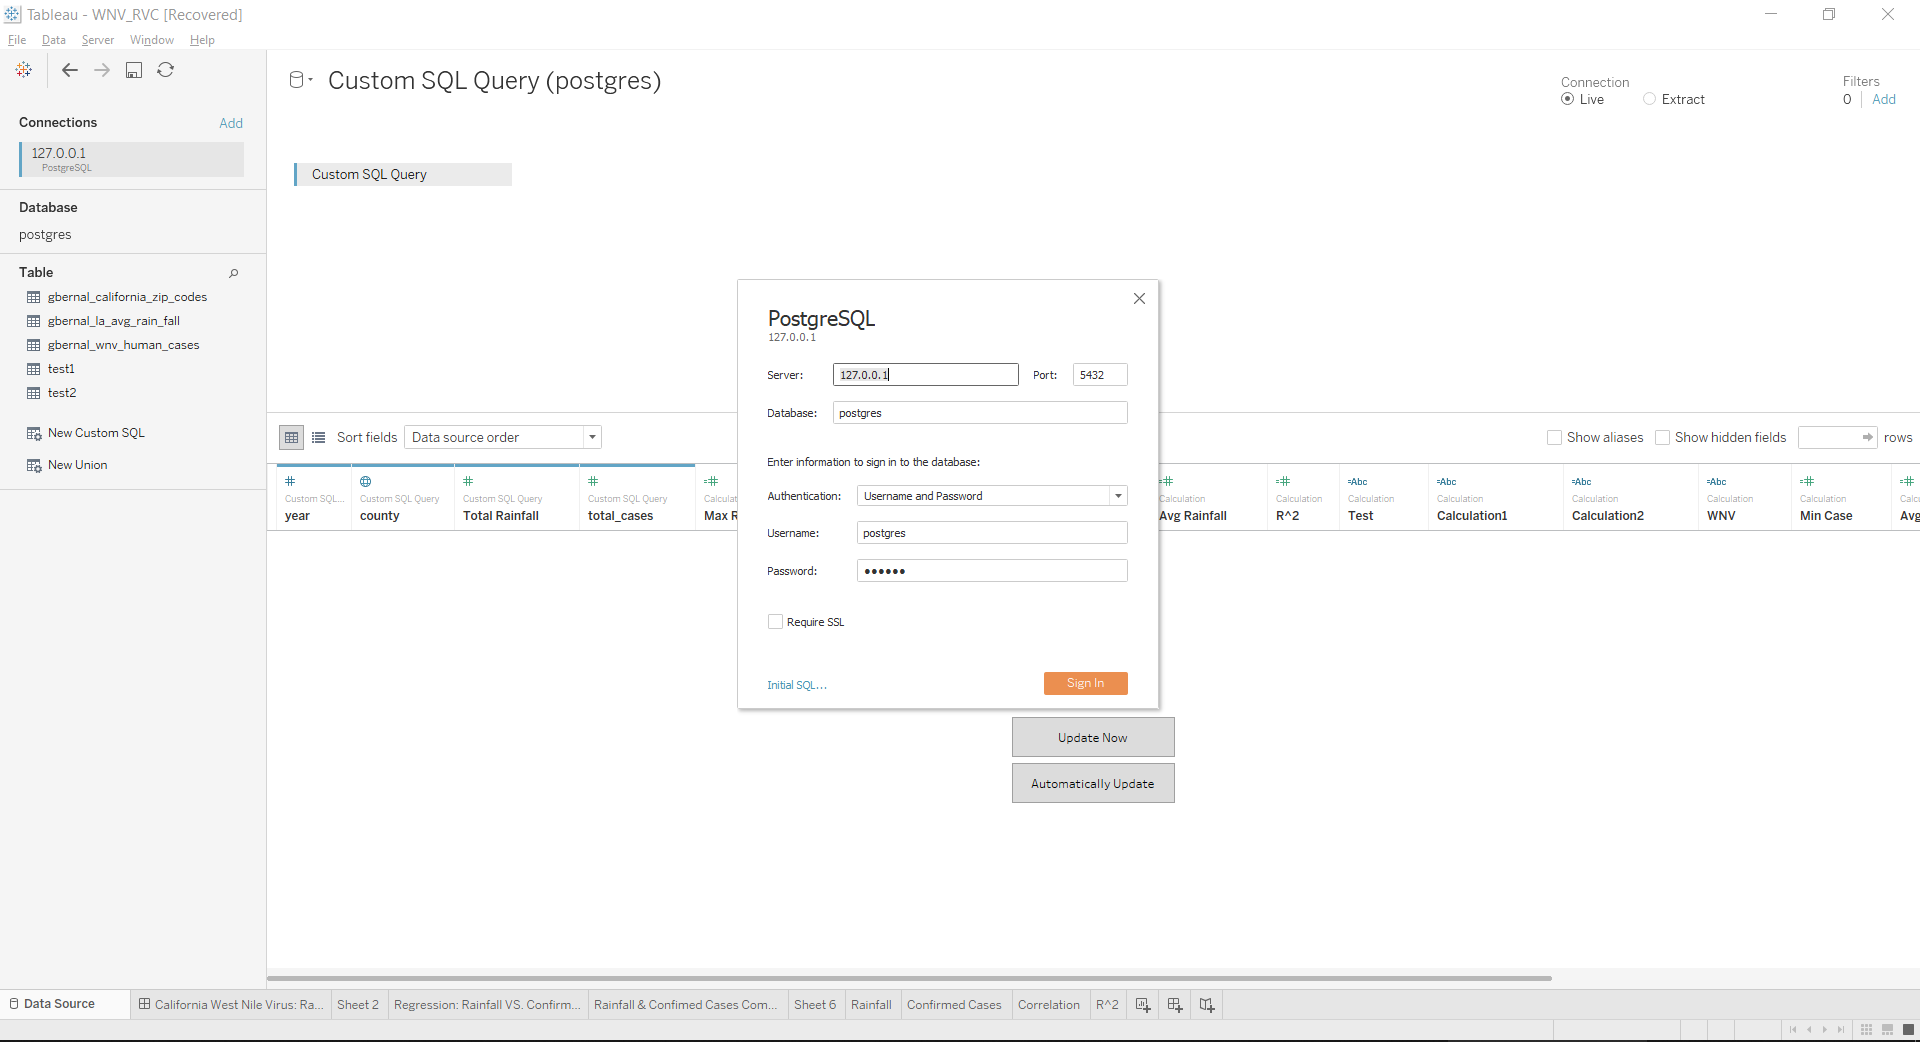 Tableau - WNV_RVC [Recovered]
File Data Server Window Help
Connections Add
127.0.0.1
PostgreSQL
Database
postgres
Table
gbernal_california_zip_codes
gbernal_la_avg_rain_fall
gbernal_wnv_human_cases
test1
test2
New Custom SQL
New Union
Custom SQL Query (postgres)
Connection
Live Extract
Filters
0 Add
Custom SQL Query
PostgreSQL
127.0.0.1
Server: 127.0.0.1 Port: 5432
Database: postgres
Enter information to sign in to the database:
Authentication: Username and Password
Username: postgres
Password: ••••••
Require SSL
Initial SQL... Sign In
Sort fields Data source order Show aliases Show hidden fields rows
# # # =# =# =# =Abc =Abc =Abc =Abc =# =#
Custom SQL... Custom SQL Query Custom SQL Query Custom SQL Query Calculat Calculation Calculation Calculation Calculation Calculation Calculation Calculation Calc
year county Total Rainfall total_cases Max R Avg Rainfall R^2 Test Calculation1 Calculation2 WNV Min Case Avg
Update Now
Automatically Update
Data Source California West Nile Virus: Ra... Sheet 2 Regression: Rainfall VS. Confirm... Rainfall & Confimed Cases Com... Sheet 6 Rainfall Confirmed Cases Correlation R^2